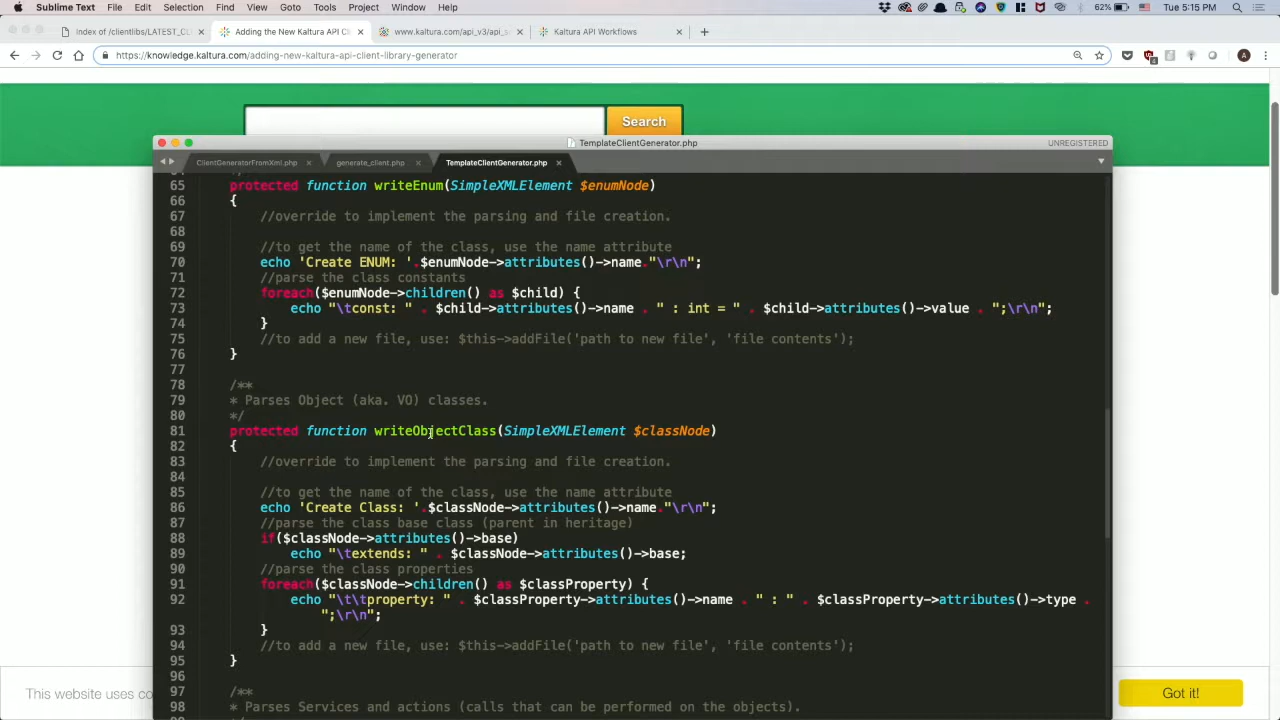 Sublime Text File Edit Selection Find View Goto Tools Project Window Help 62% Tue 5:15 PM
Index of /clientlibs/LATEST_CL
Adding the New Kaltura API Cl
www.kaltura.com/api_v3/api_s
Kaltura API Workflows
https://knowledge.kaltura.com/adding-new-kaltura-api-client-library-generator
Search
TemplateClientGenerator.php UNREGISTERED
ClientGeneratorFromXml.php generate_client.php TemplateClientGenerator.php
65 protected function writeEnum(SimpleXMLElement $enumNode)
66 {
67 //override to implement the parsing and file creation.
68
69 //to get the name of the class, use the name attribute
70 echo 'Create ENUM: '.$enumNode->attributes()->name."\r\n";
71 //parse the class constants
72 foreach($enumNode->children() as $child) {
73 echo "\tconst: " . $child->attributes()->name . " : int = " . $child->attributes()->value . ";\r\n";
74 }
75 //to add a new file, use: $this->addFile('path to new file', 'file contents');
76 }
77
78 /**
79 * Parses Object (aka. VO) classes.
80 */
81 protected function writeObjectClass(SimpleXMLElement $classNode)
82 {
83 //override to implement the parsing and file creation.
84
85 //to get the name of the class, use the name attribute
86 echo 'Create Class: '.$classNode->attributes()->name."\r\n";
87 //parse the class base class (parent in heritage)
88 if($classNode->attributes()->base)
89 echo "\textends: " . $classNode->attributes()->base;
90 //parse the class properties
91 foreach($classNode->children() as $classProperty) {
92 echo "\t\tproperty: " . $classProperty->attributes()->name . " : " . $classProperty->attributes()->type .
";\r\n";
93 }
94 //to add a new file, use: $this->addFile('path to new file', 'file contents');
95 }
96
97 /**
98 * Parses Services and actions (calls that can be performed on the objects).
This website uses co
Got it!